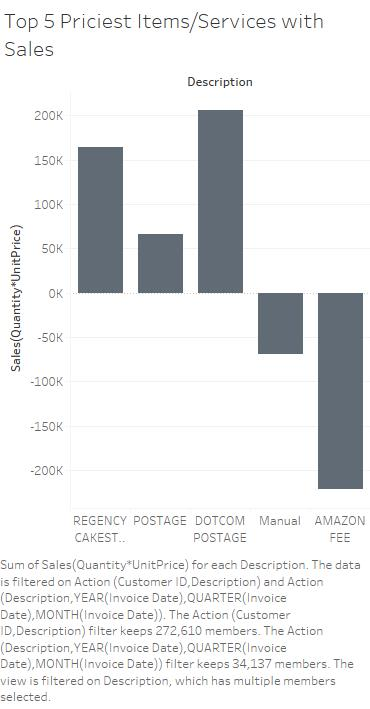 Top 5 Priciest Items/Services with
Sales
Description
200K
150K
100K
50K
0K
-50K
-100K
-150K
-200K
Sales(Quantity*UnitPrice)
REGENCY CAKEST..
POSTAGE
DOTCOM POSTAGE
Manual
AMAZON FEE
Sum of Sales(Quantity*UnitPrice) for each Description. The data
is filtered on Action (Customer ID,Description) and Action
(Description,YEAR(Invoice Date),QUARTER(Invoice
Date),MONTH(Invoice Date)). The Action (Customer
ID,Description) filter keeps 272,610 members. The Action
(Description,YEAR(Invoice Date),QUARTER(Invoice
Date),MONTH(Invoice Date)) filter keeps 34,137 members. The
view is filtered on Description, which has multiple members
selected.